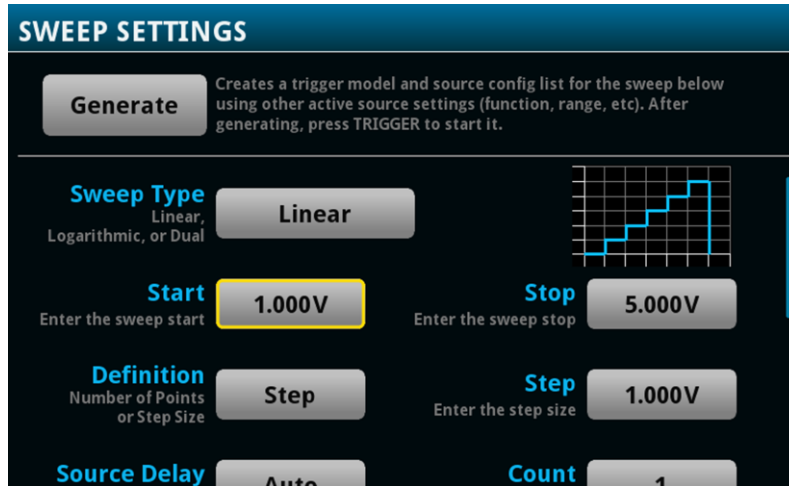 SWEEP SETTINGS
Generate
Creates a trigger model and source config list for the sweep below
using other active source settings (function, range, etc). After
generating, press TRIGGER to start it.
Sweep Type
Linear,
Logarithmic, or Dual
Linear
Start
Enter the sweep start
1.000V
Stop
Enter the sweep stop
5.000V
Definition
Number of Points
or Step Size
Step
Step
Enter the step size
1.000V
Source Delay
Auto
Count
1